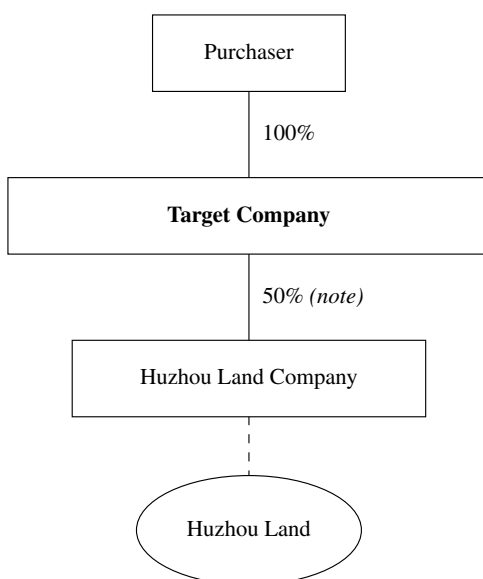 Purchaser
100%
Target Company
50% (note)
Huzhou Land Company
Huzhou Land